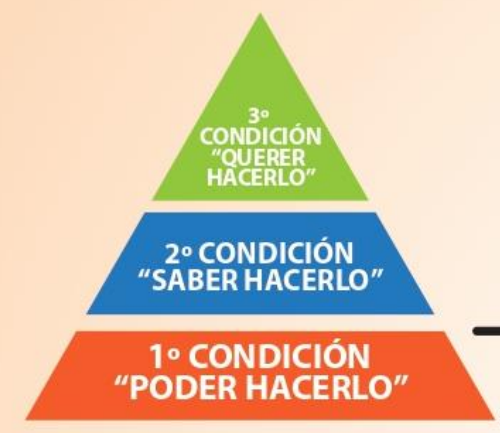 3º
CONDICIÓN
“QUERER
HACERLO”
2º CONDICIÓN
“SABER HACERLO”
1º CONDICIÓN
“PODER HACERLO”